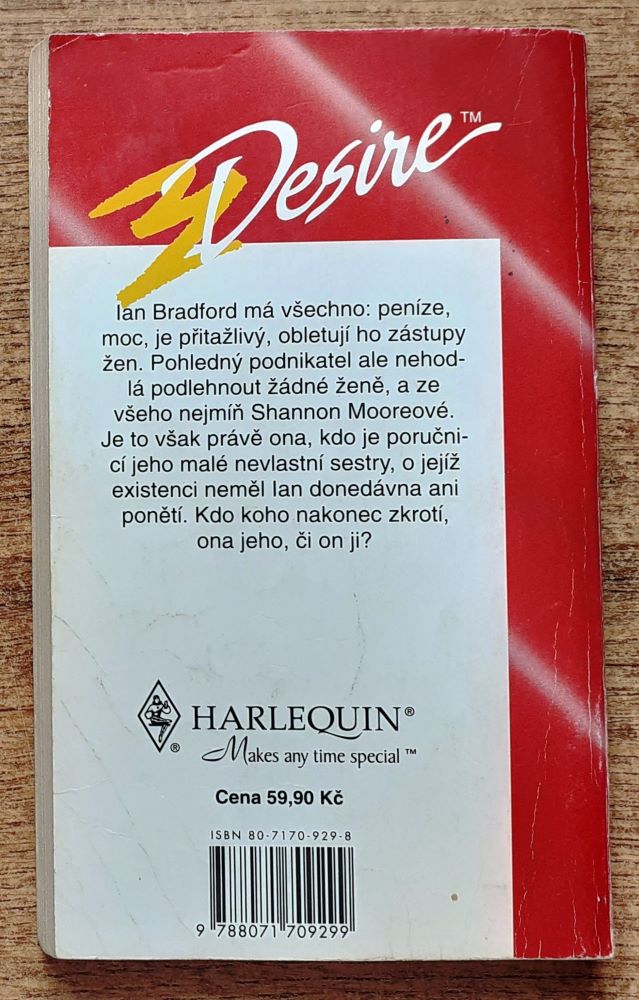 Desire™
Ian Bradford má všechno: peníze,
moc, je přitažlivý, obletují ho zástupy
žen. Pohledný podnikatel ale nehod-
lá podlehnout žádné ženě, a ze
všeho nejmíň Shannon Mooreové.
Je to však právě ona, kdo je poručni-
cí jeho malé nevlastní sestry, o jejíž
existenci neměl Ian donedávna ani
ponětí. Kdo koho nakonec zkrotí,
ona jeho, či on ji?
HARLEQUIN®
®
Makes any time special™
Cena 59,90 Kč
ISBN 80-7170-929-8
9 788071 709299